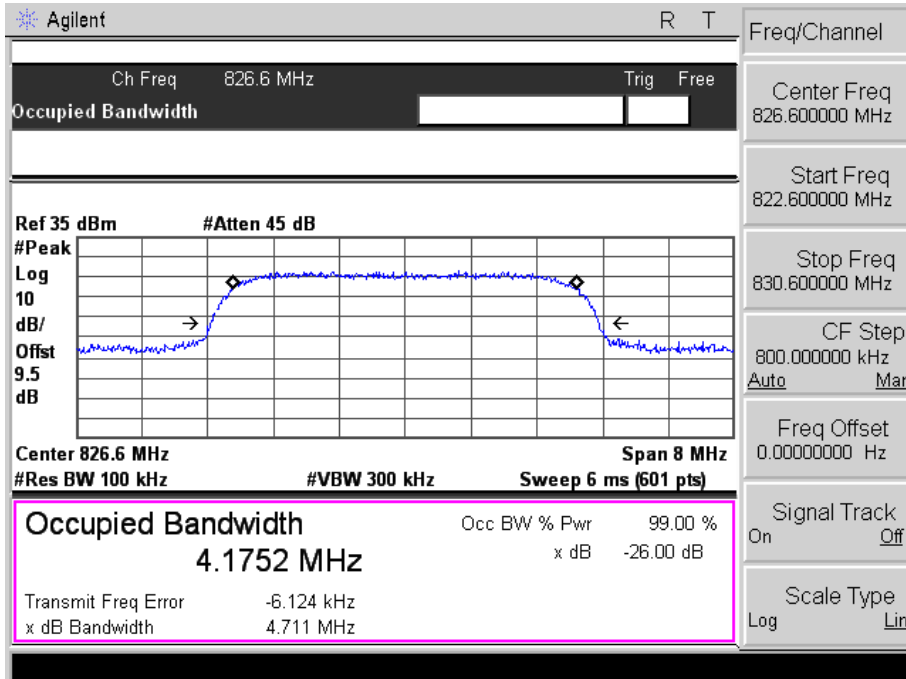 Agilent R T
Ch Freq 826.6 MHz Trig Free
Occupied Bandwidth
Ref 35 dBm #Atten 45 dB
#Peak
Log
10
dB/
Offst
9.5
dB
Center 826.6 MHz Span 8 MHz
#Res BW 100 kHz #VBW 300 kHz Sweep 6 ms (601 pts)
Occupied Bandwidth Occ BW % Pwr 99.00 %
4.1752 MHz x dB -26.00 dB
Transmit Freq Error -6.124 kHz
x dB Bandwidth 4.711 MHz
Freq/Channel
Center Freq
826.600000 MHz
Start Freq
822.600000 MHz
Stop Freq
830.600000 MHz
CF Step
800.000000 kHz
Auto Man
Freq Offset
0.00000000 Hz
Signal Track
On Off
Scale Type
Log Lin